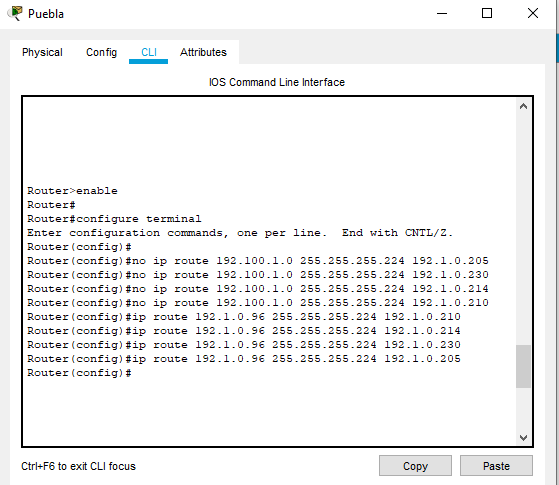 Puebla
Physical Config CLI Attributes
IOS Command Line Interface
Router>enable
Router#
Router#configure terminal
Enter configuration commands, one per line.  End with CNTL/Z.
Router(config)#
Router(config)#no ip route 192.100.1.0 255.255.255.224 192.1.0.205
Router(config)#no ip route 192.100.1.0 255.255.255.224 192.1.0.230
Router(config)#no ip route 192.100.1.0 255.255.255.224 192.1.0.214
Router(config)#no ip route 192.100.1.0 255.255.255.224 192.1.0.210
Router(config)#ip route 192.1.0.96 255.255.255.224 192.1.0.210
Router(config)#ip route 192.1.0.96 255.255.255.224 192.1.0.214
Router(config)#ip route 192.1.0.96 255.255.255.224 192.1.0.230
Router(config)#ip route 192.1.0.96 255.255.255.224 192.1.0.205
Router(config)#
Ctrl+F6 to exit CLI focus Copy Paste